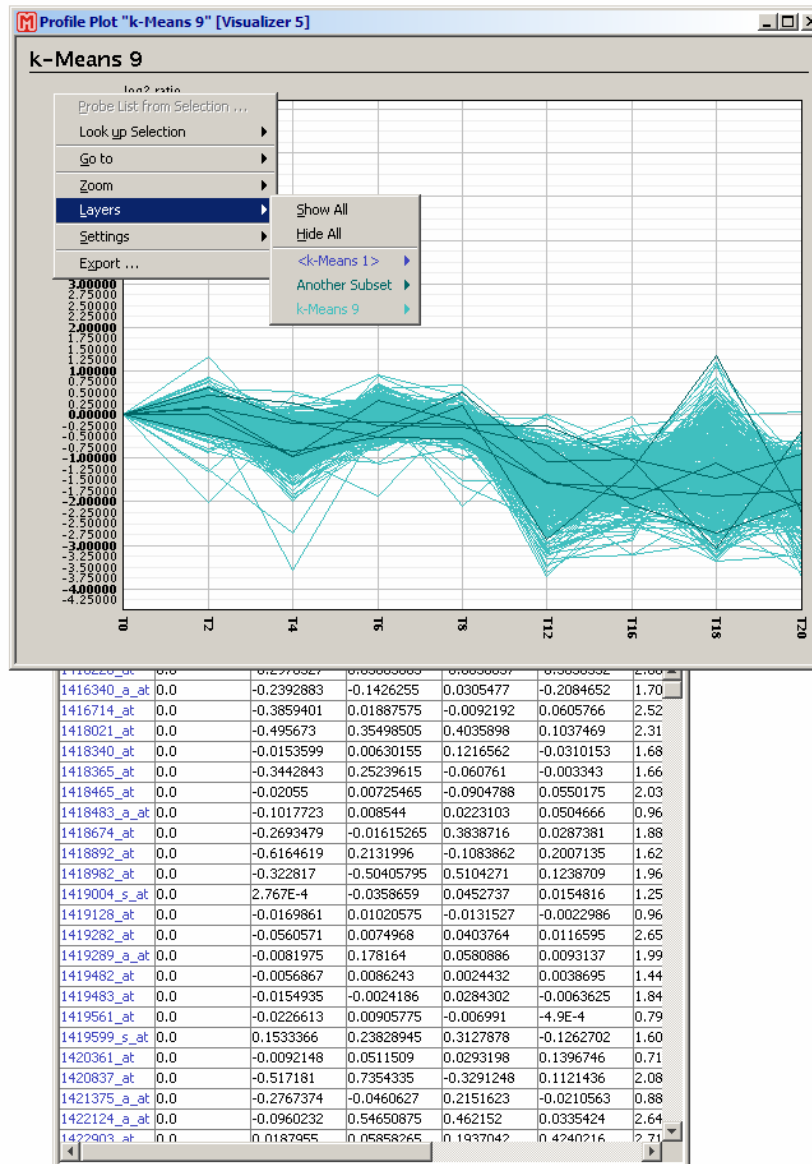 Profile Plot "k-Means 9" [Visualizer 5]
k-Means 9
log2 ratio
Probe List from Selection ...
Look up Selection
Go to
Zoom
Layers
Settings
Export ...
Show All
Hide All
<k-Means 1>
Another Subset
k-Means 9
3.00000
2.75000
2.50000
2.25000
2.00000
1.75000
1.50000
1.25000
1.00000
0.75000
0.50000
0.25000
0.00000
-0.25000
-0.50000
-0.75000
-1.00000
-1.25000
-1.50000
-1.75000
-2.00000
-2.25000
-2.50000
-2.75000
-3.00000
-3.25000
-3.50000
-3.75000
-4.00000
-4.25000
T0 T2 T4 T6 T8 T12 T16 T18 T20
1416340_a_at 0.0 -0.2392883 -0.1426255 0.0305477 -0.2084652 1.70
1416714_at 0.0 -0.3859401 0.01887575 -0.0092192 0.0605766 2.52
1418021_at 0.0 -0.495673 0.35498505 0.4035898 0.1037469 2.31
1418340_at 0.0 -0.0153599 0.00630155 0.1216562 -0.0310153 1.68
1418365_at 0.0 -0.3442843 0.25239615 -0.060761 -0.003343 1.66
1418465_at 0.0 -0.02055 0.00725465 -0.0904788 0.0550175 2.03
1418483_a_at 0.0 -0.1017723 0.008544 0.0223103 0.0504666 0.96
1418674_at 0.0 -0.2693479 -0.01615265 0.3838716 0.0287381 1.88
1418892_at 0.0 -0.6164619 0.2131996 -0.1083862 0.2007135 1.62
1418982_at 0.0 -0.322817 -0.50405795 0.5104271 0.1238709 1.96
1419004_s_at 0.0 2.767E-4 -0.0358659 0.0452737 0.0154816 1.25
1419128_at 0.0 -0.0169861 0.01020575 -0.0131527 -0.0022986 0.96
1419282_at 0.0 -0.0560571 0.0074968 0.0403764 0.0116595 2.65
1419289_a_at 0.0 -0.0081975 0.178164 0.0580886 0.0093137 1.99
1419482_at 0.0 -0.0056867 0.0086243 0.0024432 0.0038695 1.44
1419483_at 0.0 -0.0154935 -0.0024186 0.0284302 -0.0063625 1.84
1419561_at 0.0 -0.0226613 0.00905775 -0.006991 -4.9E-4 0.79
1419599_s_at 0.0 0.1533366 0.23828945 0.3127878 -0.1262702 1.60
1420361_at 0.0 -0.0092148 0.0511509 0.0293198 0.1396746 0.71
1420837_at 0.0 -0.517181 0.7354335 -0.3291248 0.1121436 2.08
1421375_a_at 0.0 -0.2767374 -0.0460627 0.2151623 -0.0210563 0.88
1422124_a_at 0.0 -0.0960232 0.54650875 0.462152 0.0335424 2.64
1422903_at 0.0 0.0187955 0.05858265 0.1937042 0.4240216 2.71